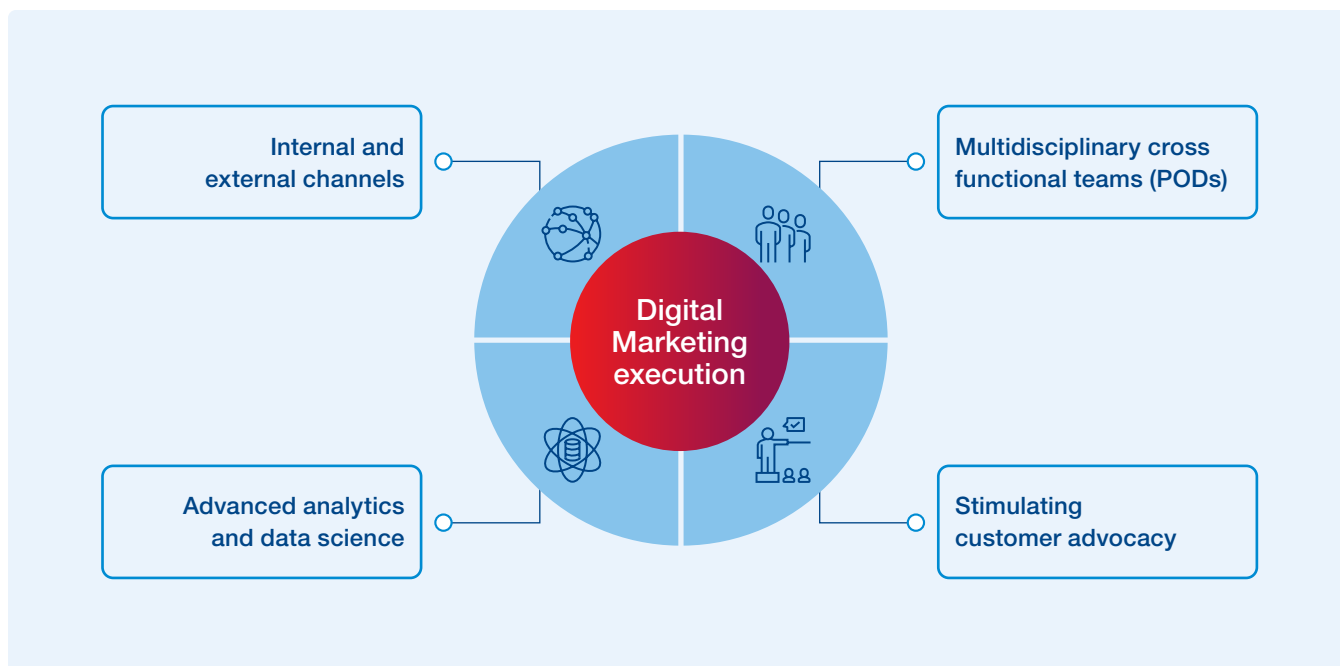 Internal and
external channels
Multidisciplinary cross
functional teams (PODs)
Digital
Marketing
execution
Advanced analytics
and data science
Stimulating
customer advocacy